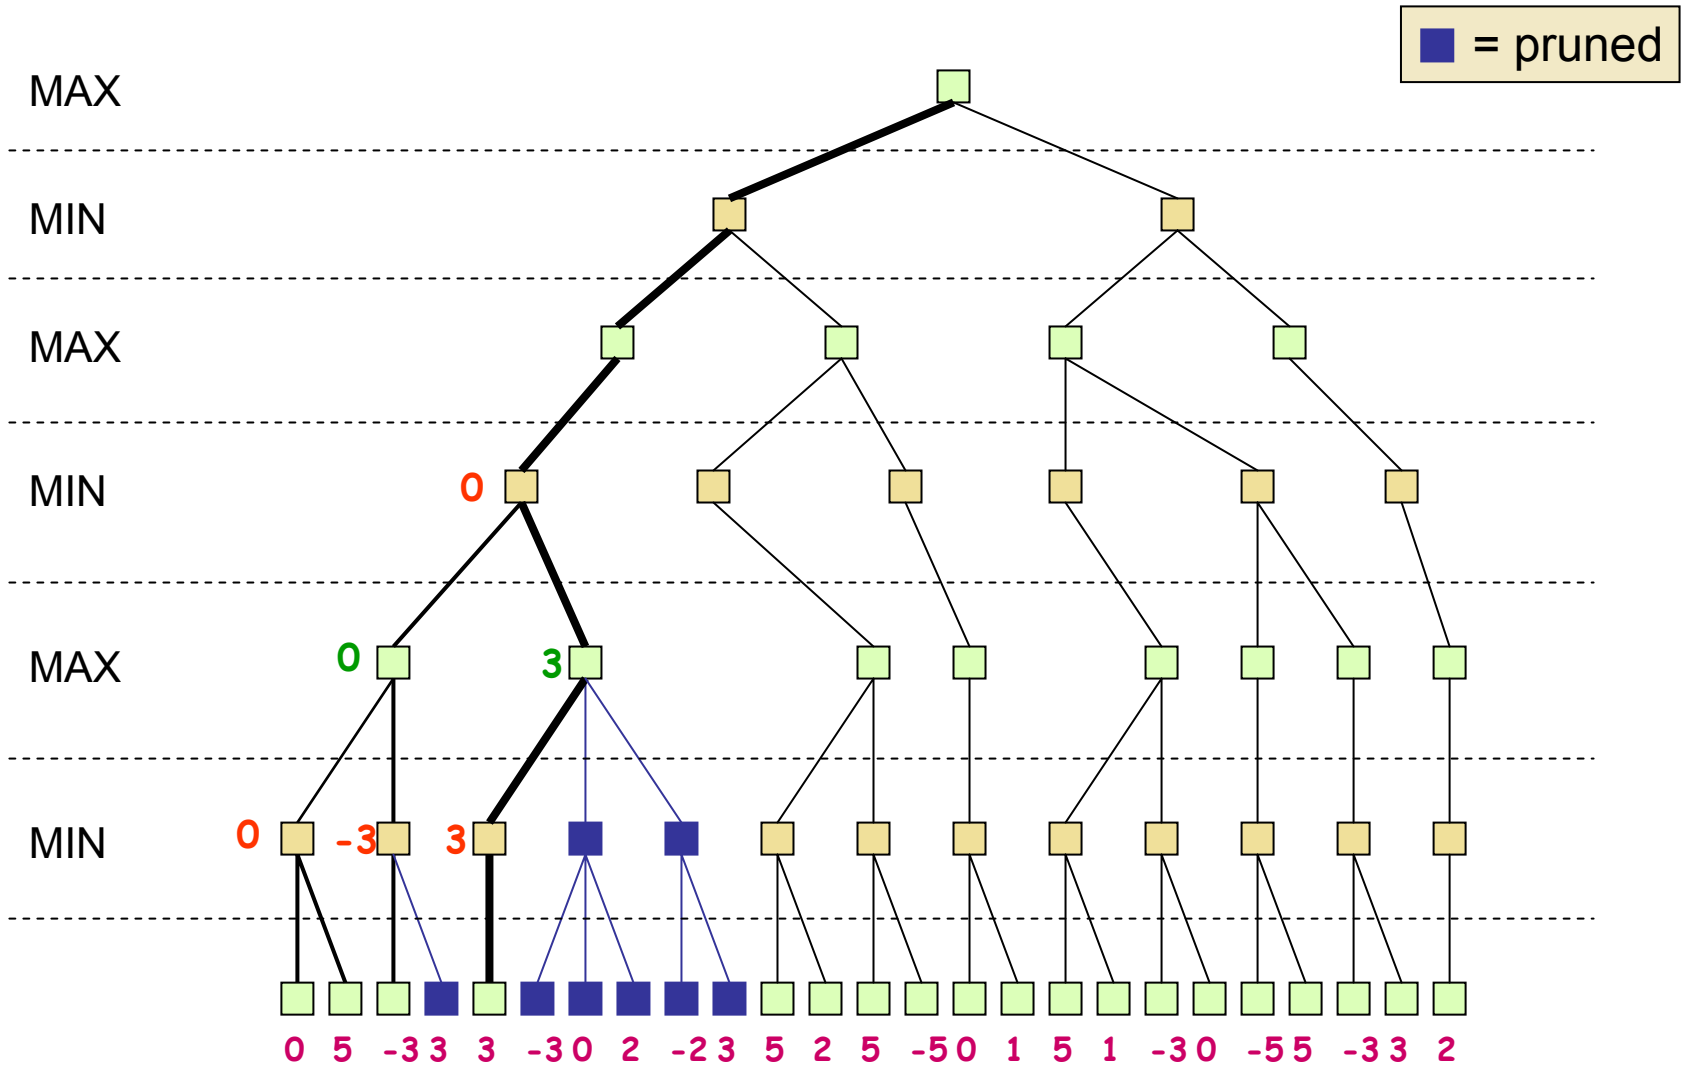 = pruned
MAX
MIN
MAX
0 MIN
0 3 MAX
0 -3 3 MIN
0 5 -3 3 3 -3 0 2 -2 3 5 2 5 -5 0 1 5 1 -3 0 -5 5 -3 3 2